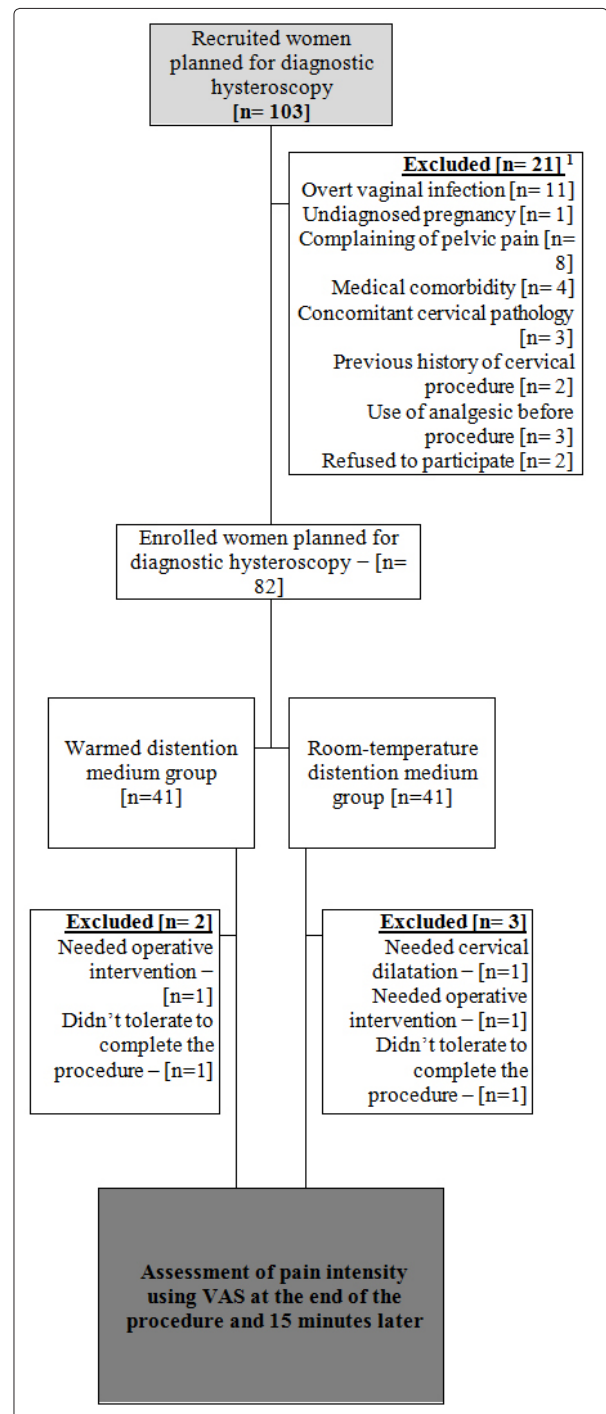 Recruited women
planned for diagnostic
hysteroscopy
[n= 103]
Excluded [n= 21] 1
Overt vaginal infection [n= 11]
Undiagnosed pregnancy [n= 1]
Complaining of pelvic pain [n=
8]
Medical comorbidity [n= 4]
Concomitant cervical pathology
[n= 3]
Previous history of cervical
procedure [n= 2]
Use of analgesic before
procedure [n= 3]
Refused to participate [n= 2]
Enrolled women planned for
diagnostic hysteroscopy – [n=
82]
Warmed distention
medium group
[n=41]
Room-temperature
distention medium
group [n=41]
Excluded [n= 2]
Needed operative
intervention –
[n=1]
Didn’t tolerate to
complete the
procedure – [n=1]
Excluded [n= 3]
Needed cervical
dilatation – [n=1]
Needed operative
intervention – [n=1]
Didn’t tolerate to
complete the
procedure – [n=1]
Assessment of pain intensity
using VAS at the end of the
procedure and 15 minutes later